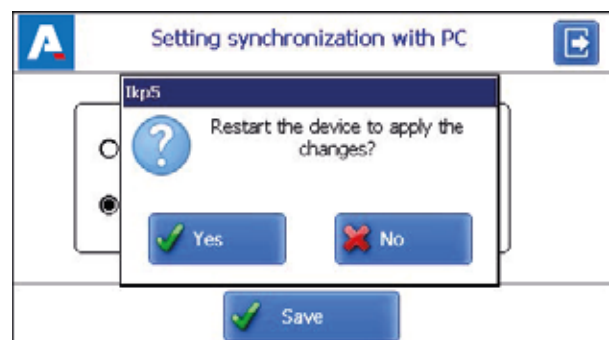 Setting synchronization with PC
Ikp5
Restart the device to apply the
changes?
Yes
No
Save